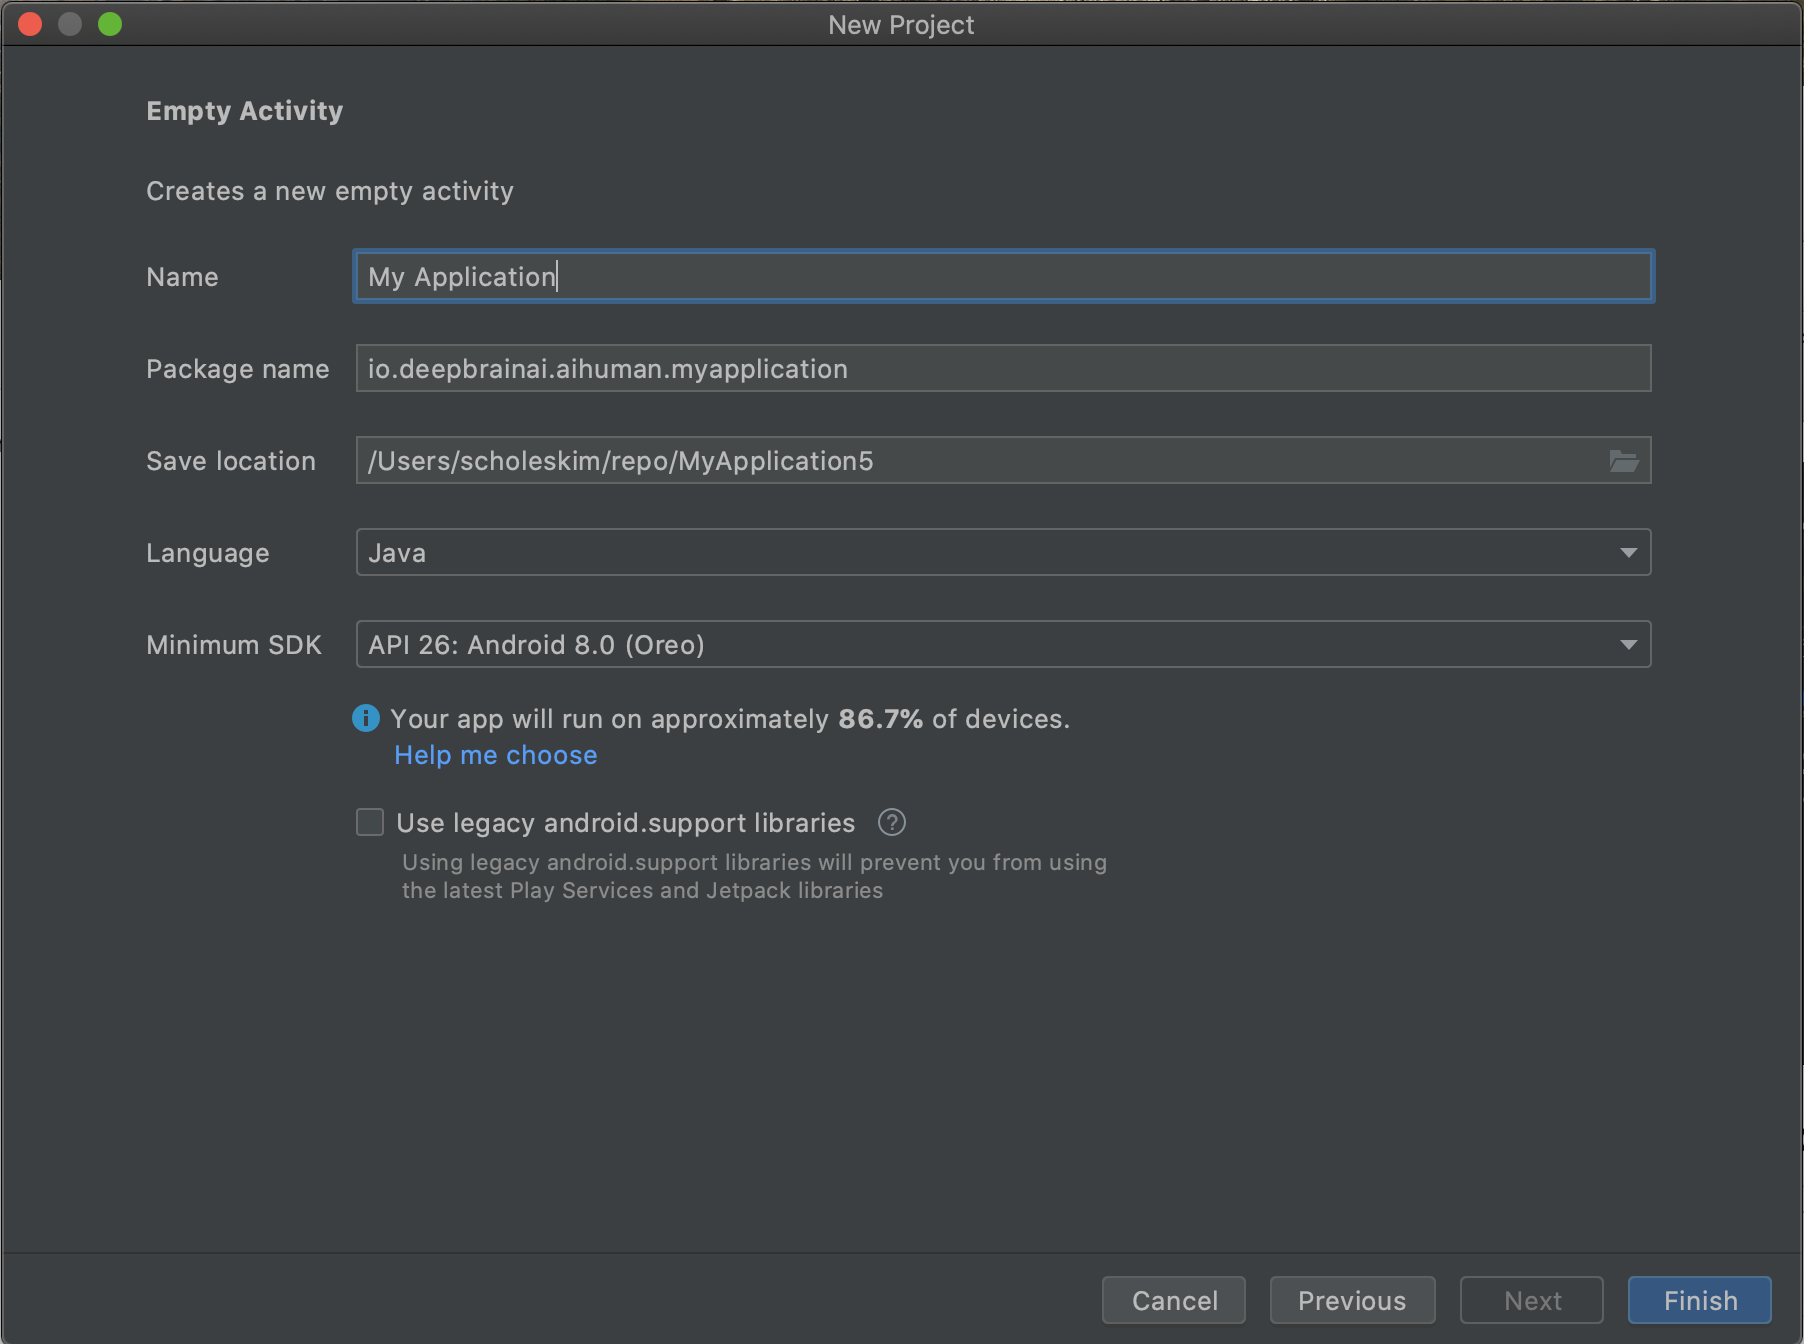 New Project
Empty Activity
Creates a new empty activity
Name
My Application
Package name
io.deepbrainai.aihuman.myapplication
Save location
/Users/scholeskim/repo/MyApplication5
Language
Java
Minimum SDK
API 26: Android 8.0 (Oreo)
Your app will run on approximately 86.7% of devices.
Help me choose
Use legacy android.support libraries ?
Using legacy android.support libraries will prevent you from using
the latest Play Services and Jetpack libraries
Cancel
Previous
Next
Finish